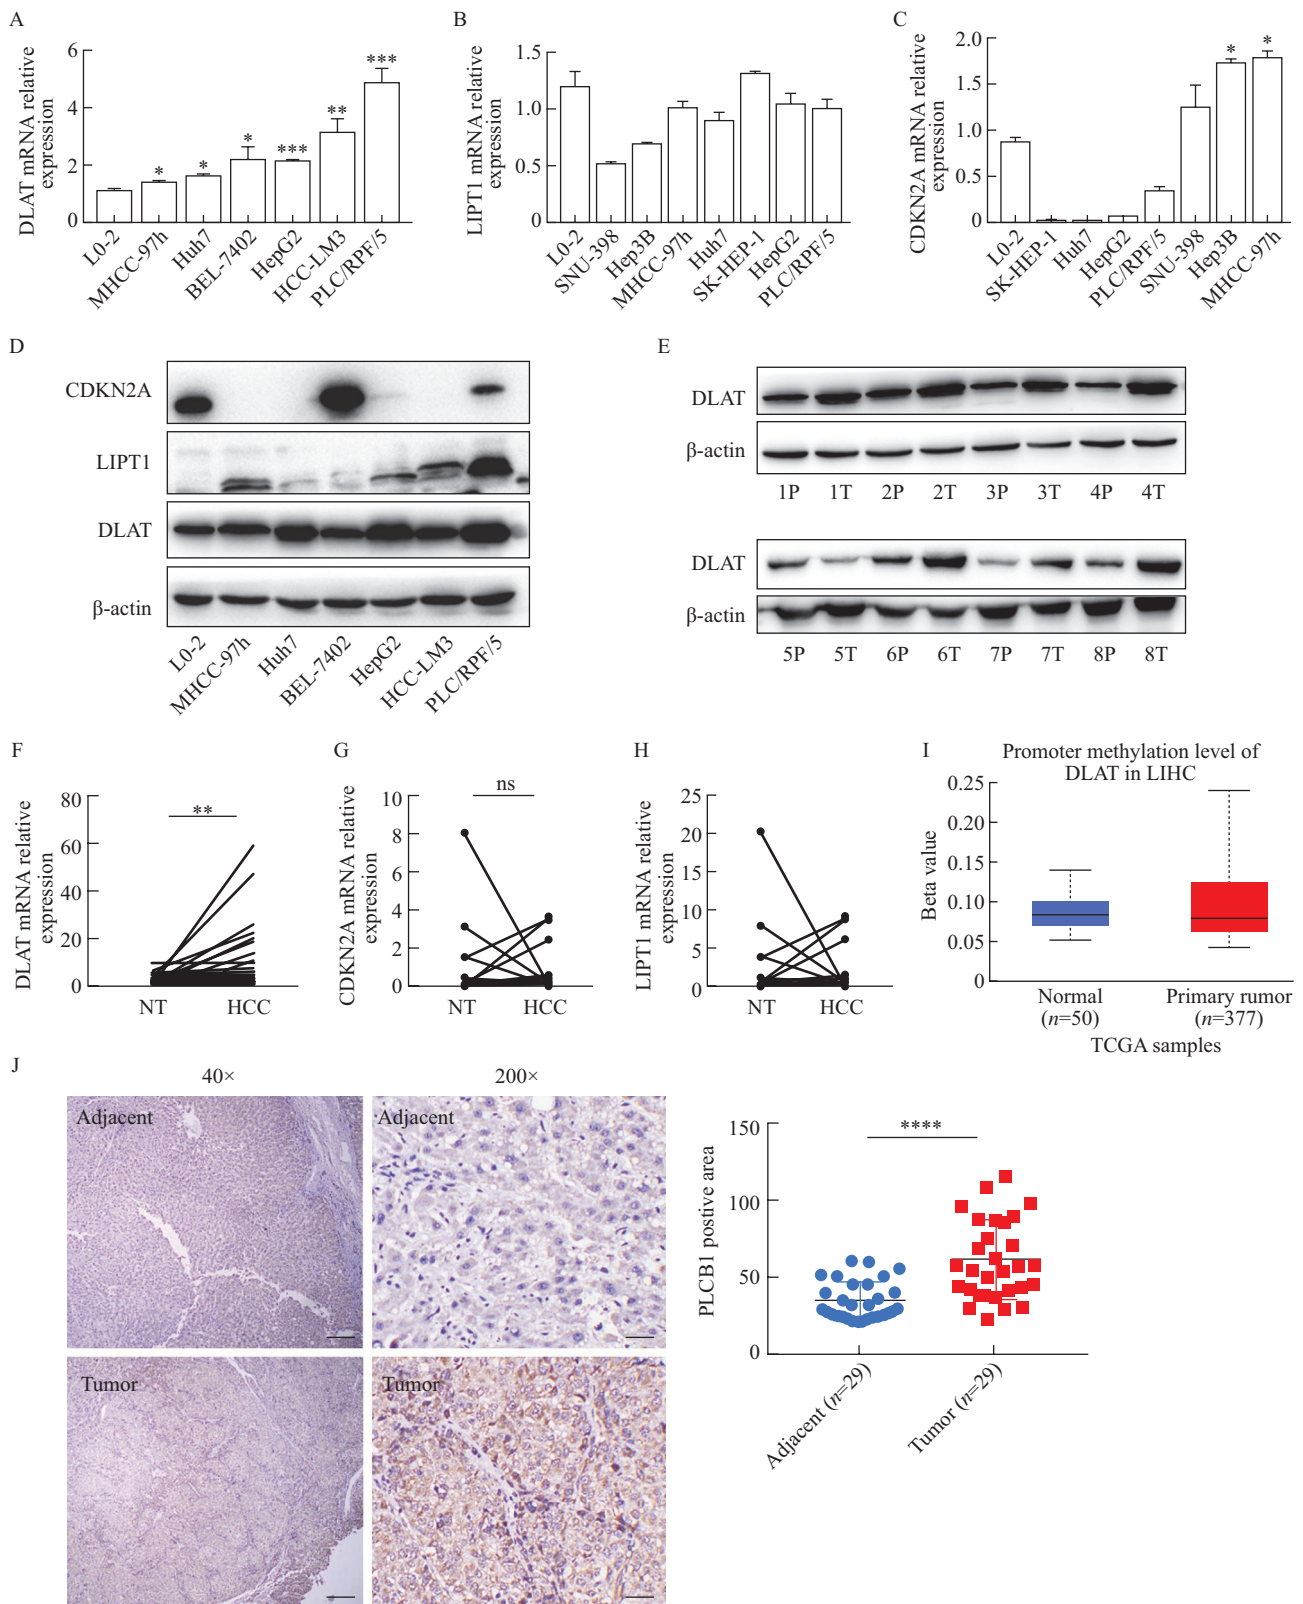 A
DLAT mRNA relative
expression
6
4
2
0
*
*
*
***
**
***
L0-2
MHCC-97h
Huh7
BEL-7402
HepG2
HCC-LM3
PLC/RPF/5
B
LIPT1 mRNA relative
expression
1.5
1.0
0.5
0
L0-2
SNU-398
Hep3B
MHCC-97h
Huh7
SK-HEP-1
HepG2
PLC/RPF/5
C
CDKN2A mRNA relative
expression
2.0
1.5
1.0
0.5
0
*
*
L0-2
SK-HEP-1
Huh7
HepG2
PLC/RPF/5
SNU-398
Hep3B
MHCC-97h
D
CDKN2A
LIPT1
DLAT
β-actin
L0-2
MHCC-97h
Huh7
BEL-7402
HepG2
HCC-LM3
PLC/RPF/5
E
DLAT
β-actin
1P 1T 2P 2T 3P 3T 4P 4T
DLAT
β-actin
5P 5T 6P 6T 7P 7T 8P 8T
F
DLAT mRNA relative
expression
80
60
40
20
0
**
NT HCC
G
CDKN2A mRNA relative
expression
10
8
6
4
2
0
ns
NT HCC
H
LIPT1 mRNA relative
expression
25
20
15
10
5
0
NT HCC
I
Promoter methylation level of
DLAT in LIHC
Beta value
0.25
0.20
0.15
0.10
0.05
0
Normal
(n=50)
Primary rumor
(n=377)
TCGA samples
J
40×
200×
Adjacent
Adjacent
Tumor
Tumor
PLCB1 postive area
150
100
50
0
****
Adjacent (n=29)
Tumor (n=29)